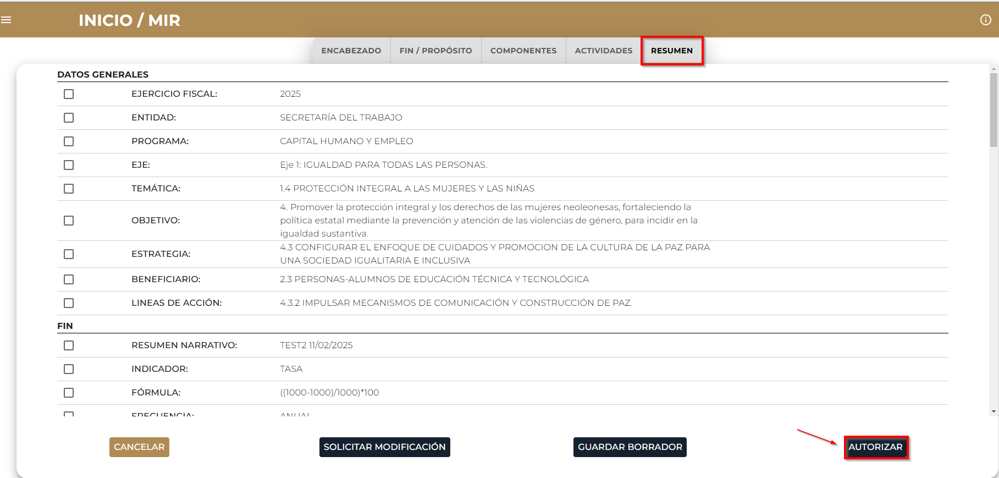 INICIO / MIR
ENCABEZADO
FIN / PROPÓSITO
COMPONENTES
ACTIVIDADES
RESUMEN
DATOS GENERALES
EJERCICIO FISCAL: 2025
ENTIDAD: SECRETARÍA DEL TRABAJO
PROGRAMA: CAPITAL HUMANO Y EMPLEO
EJE: Eje 1: IGUALDAD PARA TODAS LAS PERSONAS.
TEMÁTICA: 1.4 PROTECCIÓN INTEGRAL A LAS MUJERES Y LAS NIÑAS
OBJETIVO: 4. Promover la protección integral y los derechos de las mujeres neoleonesas, fortaleciendo la
política estatal mediante la prevención y atención de las violencias de género, para incidir en la
igualdad sustantiva.
ESTRATEGIA: 4.3 CONFIGURAR EL ENFOQUE DE CUIDADOS Y PROMOCION DE LA CULTURA DE LA PAZ PARA
UNA SOCIEDAD IGUALITARIA E INCLUSIVA
BENEFICIARIO: 2.3 PERSONAS-ALUMNOS DE EDUCACIÓN TÉCNICA Y TECNOLÓGICA
LINEAS DE ACCIÓN: 4.3.2 IMPULSAR MECANISMOS DE COMUNICACIÓN Y CONSTRUCCIÓN DE PAZ.
FIN
RESUMEN NARRATIVO: TEST2 11/02/2025
INDICADOR: TASA
FÓRMULA: ((1000-1000)/1000)*100
FRECUENCIA: ANUAL
CANCELAR
SOLICITAR MODIFICACIÓN
GUARDAR BORRADOR
AUTORIZAR